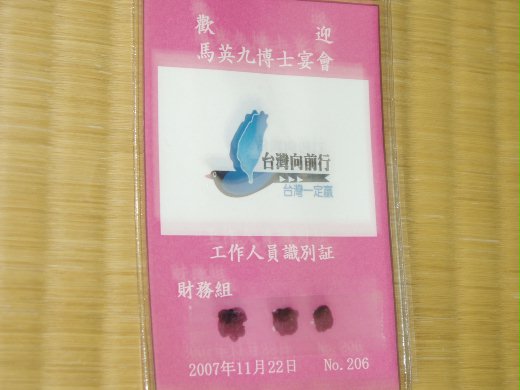 歡 迎
馬英九博士宴會
台灣向前行
台灣一定贏
工作人員識別証
財務組
2007年11月22日 No.206